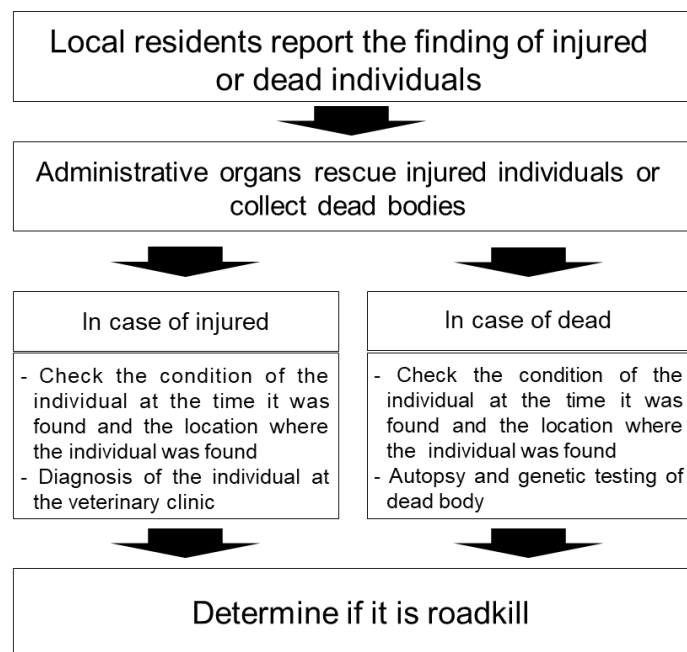 Local residents report the finding of injured
or dead individuals
Administrative organs rescue injured individuals or
collect dead bodies
In case of injured
- Check the condition of the
individual at the time it was
found and the location where
the individual was found
- Diagnosis of the individual at
the veterinary clinic
In case of dead
- Check the condition of the
individual at the time it was
found and the location where
the individual was found
- Autopsy and genetic testing of
dead body
Determine if it is roadkill